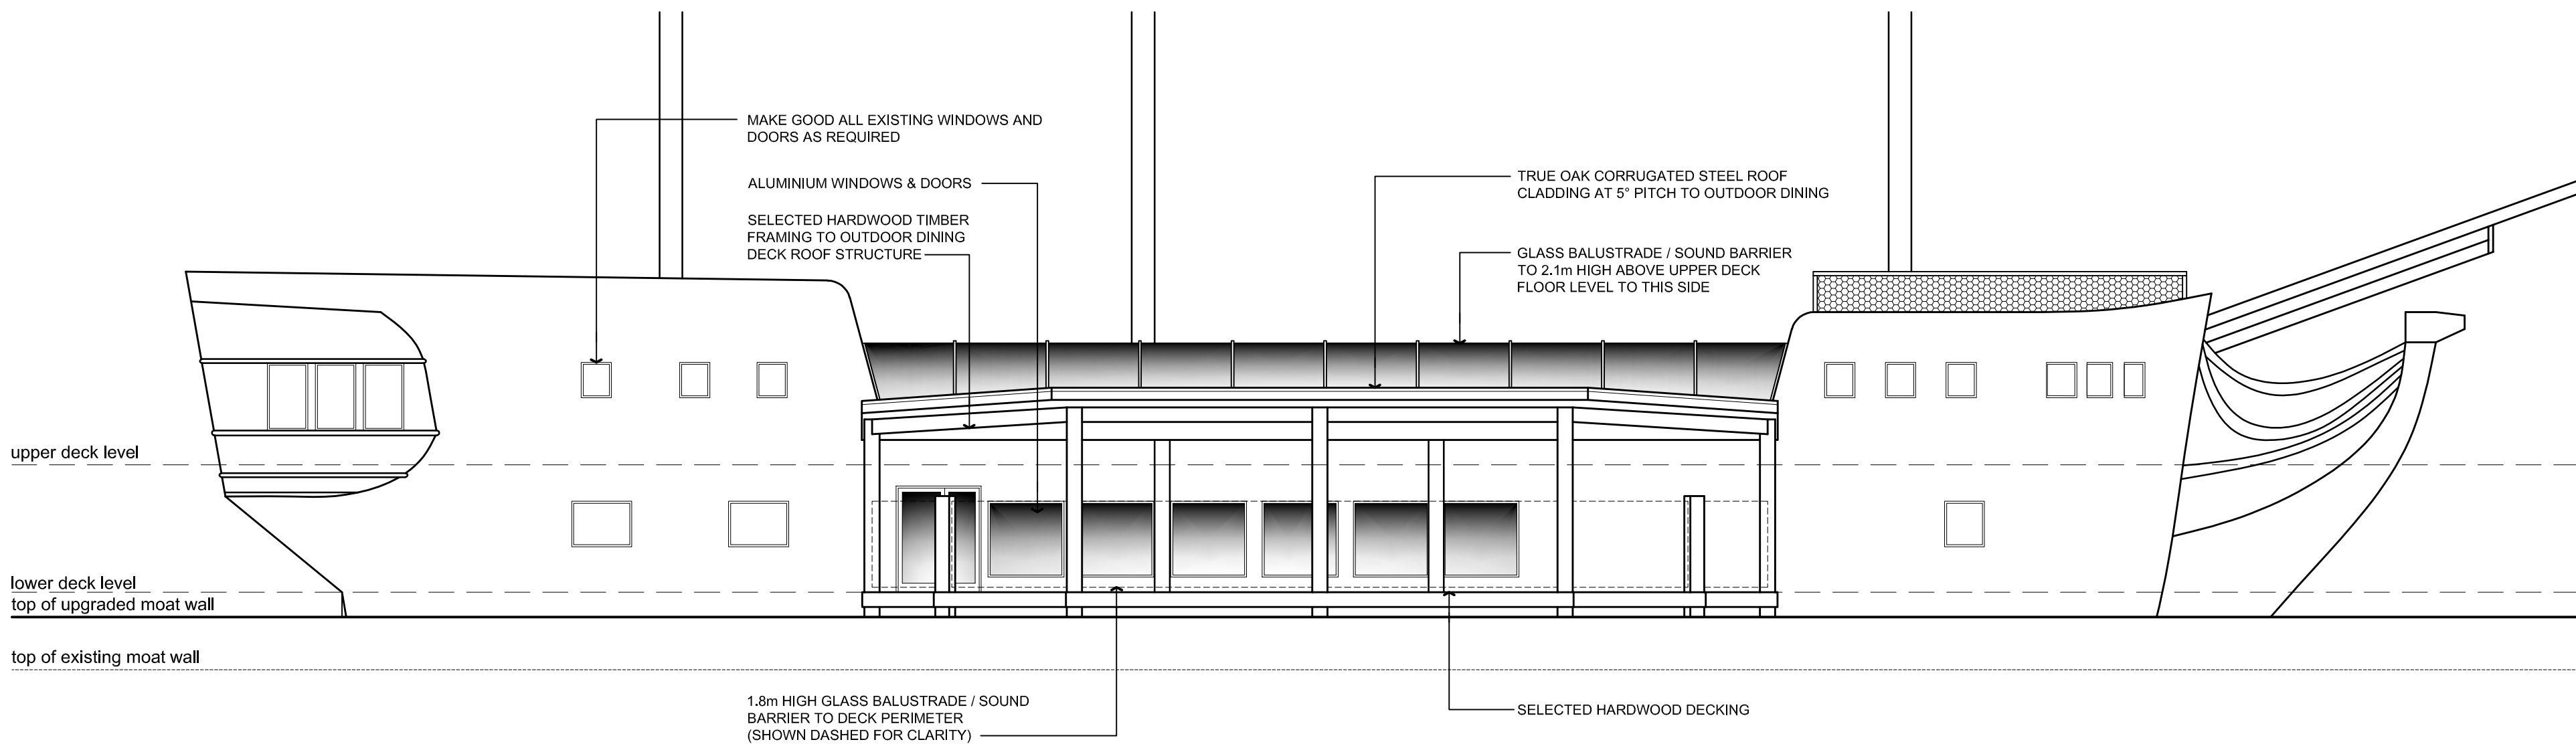 MAKE GOOD ALL EXISTING WINDOWS AND
DOORS AS REQUIRED
ALUMINIUM WINDOWS & DOORS
SELECTED HARDWOOD TIMBER
FRAMING TO OUTDOOR DINING
DECK ROOF STRUCTURE
TRUE OAK CORRUGATED STEEL ROOF
CLADDING AT 5° PITCH TO OUTDOOR DINING
GLASS BALUSTRADE / SOUND BARRIER
TO 2.1m HIGH ABOVE UPPER DECK
FLOOR LEVEL TO THIS SIDE
upper deck level
lower deck level
top of upgraded moat wall
top of existing moat wall
1.8m HIGH GLASS BALUSTRADE / SOUND
BARRIER TO DECK PERIMETER
(SHOWN DASHED FOR CLARITY)
SELECTED HARDWOOD DECKING